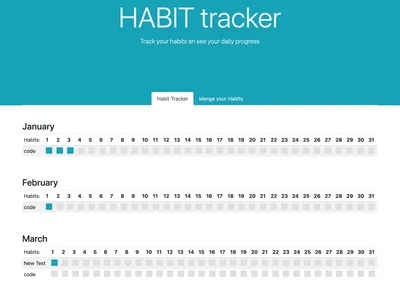 HABIT tracker
Track your habits an see your daily progress
Habit Tracker Mange your Habits
January
Habits: 1 2 3 4 5 6 7 8 9 10 11 12 13 14 15 16 17 18 19 20 21 22 23 24 25 26 27 28 29 30 31
code
February
Habits: 1 2 3 4 5 6 7 8 9 10 11 12 13 14 15 16 17 18 19 20 21 22 23 24 25 26 27 28 29 30 31
code
March
Habits: 1 2 3 4 5 6 7 8 9 10 11 12 13 14 15 16 17 18 19 20 21 22 23 24 25 26 27 28 29 30 31
New Test
code